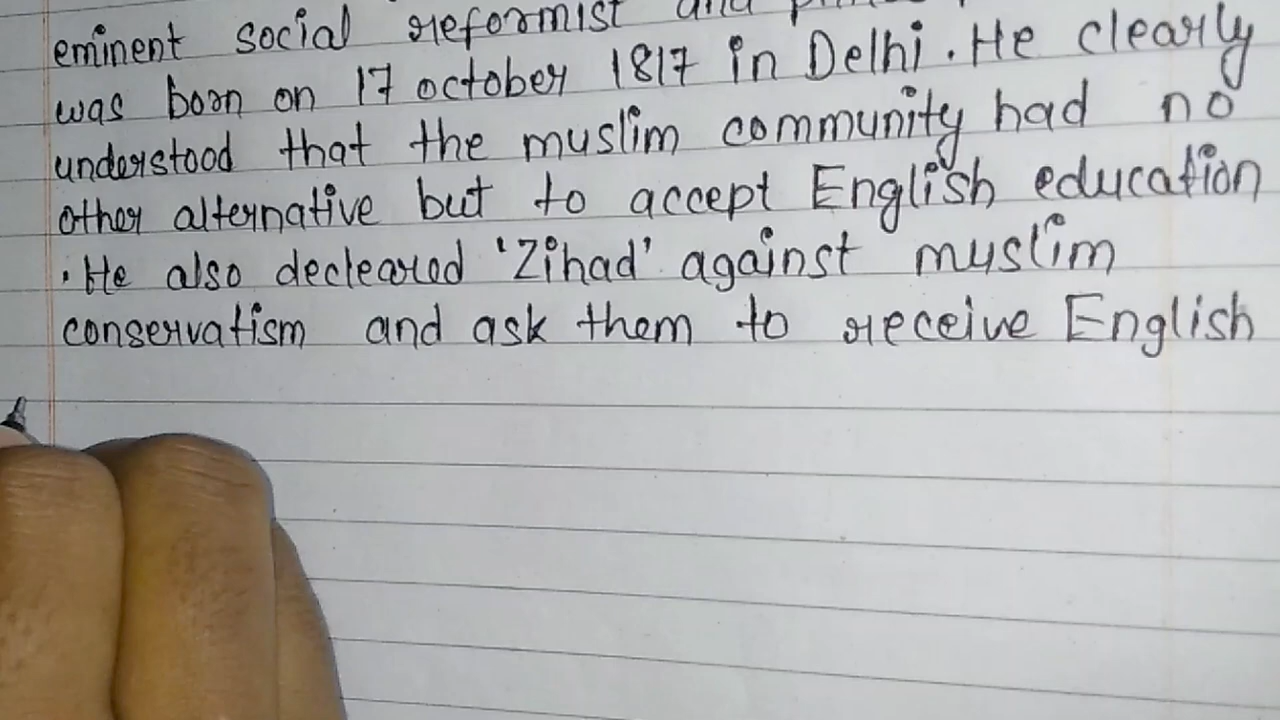 eminent social reformist and
was born on 17 october 1817 in Delhi. He clearly
understood that the muslim community had no
other alternative but to accept English education
. He also decleared 'Zihad' against muslim
conservatism and ask them to receive English